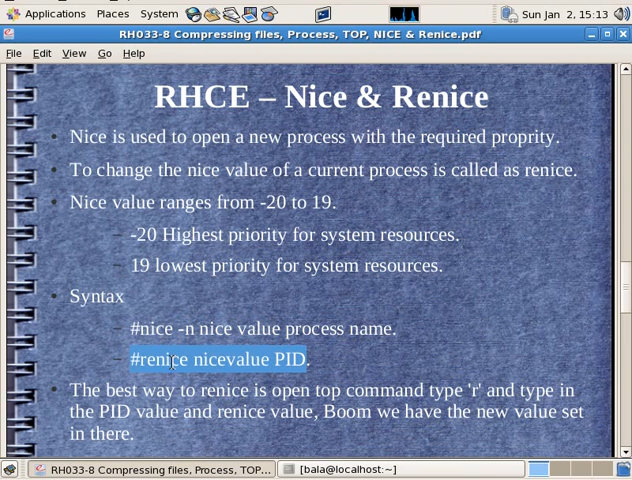 Applications Places System Sun Jan 2, 15:13
RH033-8 Compressing files, Process, TOP, NICE & Renice.pdf
File Edit View Go Help
RHCE – Nice & Renice
• Nice is used to open a new process with the required proprity.
• To change the nice value of a current process is called as renice.
• Nice value ranges from -20 to 19.
– -20 Highest priority for system resources.
– 19 lowest priority for system resources.
• Syntax
– #nice -n nice value process name.
– #renice nicevalue PID.
• The best way to renice is open top command type 'r' and type in
the PID value and renice value, Boom we have the new value set
in there.
RH033-8 Compressing files, Process, TOP... [bala@localhost:~]